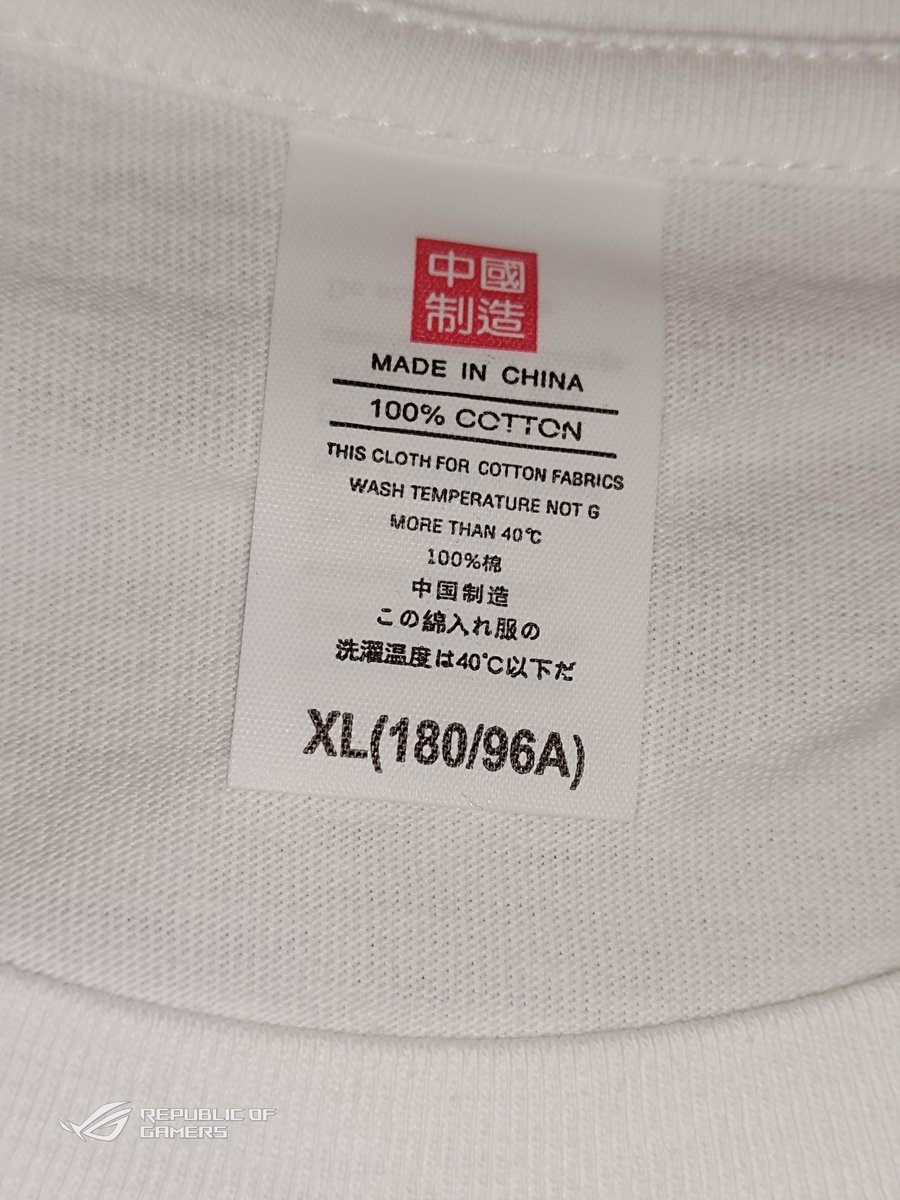 中國
制造
MADE IN CHINA
100% COTTON
THIS CLOTH FOR COTTON FABRICS
WASH TEMPERATURE NOT G
MORE THAN 40℃
100%棉
中国制造
この綿入れ服の
洗濯温度は40℃以下だ
XL(180/96A)
REPUBLIC OF
GAMERS